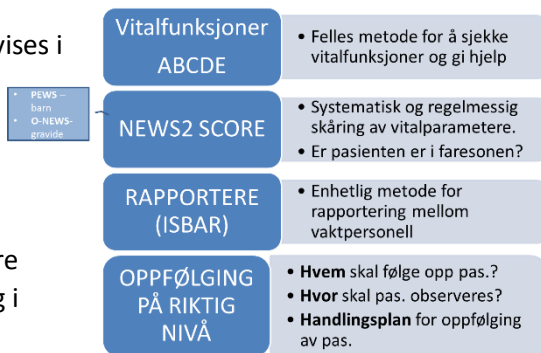 vises i
re
g i
• PEWS –
barn
• O-NEWS-
gravide
Vitalfunksjoner
ABCDE
• Felles metode for å sjekke
vitalfunksjoner og gi hjelp
NEWS2 SCORE
• Systematisk og regelmessig
skåring av vitalparametere.
• Er pasienten er i faresonen?
RAPPORTERE
(ISBAR)
• Enhetlig metode for
rapportering mellom
vaktpersonell
OPPFØLGING
PÅ RIKTIG
NIVÅ
• Hvem skal følge opp pas.?
• Hvor skal pas. observeres?
• Handlingsplan for oppfølging
av pas.